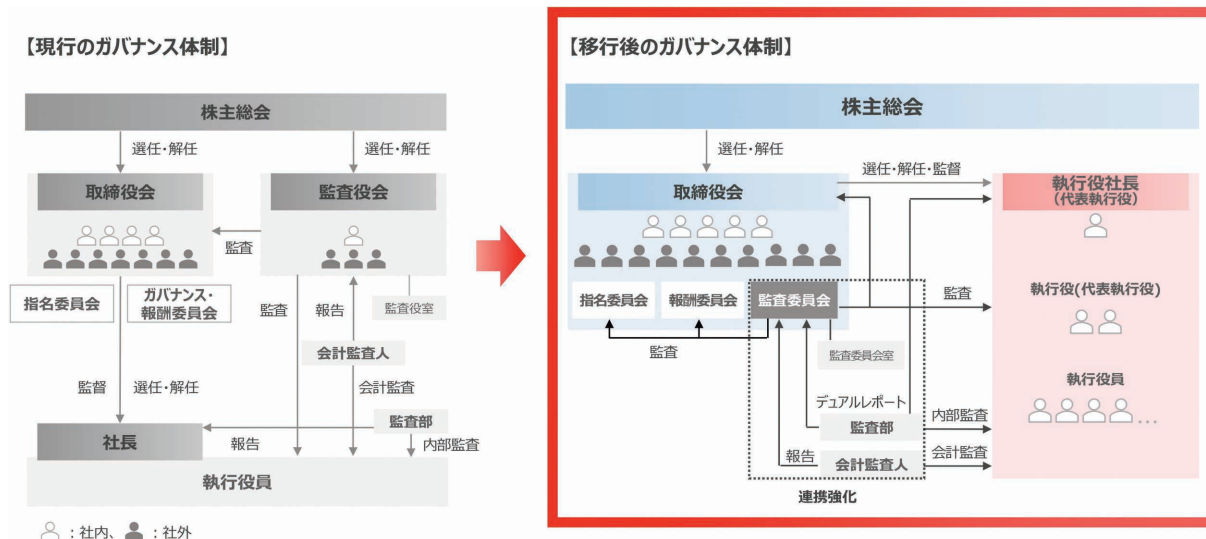 【現行のガバナンス体制】
株主総会
選任・解任
選任・解任
取締役会
監査役会
監査
指名委員会
ガバナンス・
報酬委員会
監査
報告
監査役室
会計監査人
監督
選任・解任
会計監査
監査部
社長
報告
内部監査
執行役員
：社内、
：社外
【移行後のガバナンス体制】
株主総会
選任・解任
選任・解任・監督
取締役会
執行役社長
(代表執行役)
指名委員会
報酬委員会
監査委員会
監査
執行役(代表執行役)
監査
監査委員会室
執行役員
デュアルレポート
監査部
内部監査
…
報告
会計監査人
会計監査
連携強化